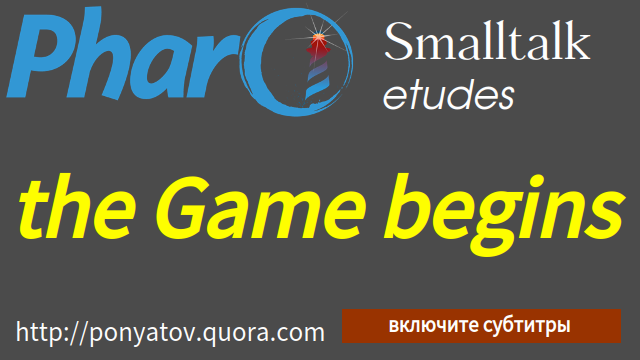 Pharo
Smalltalk
etudes
the Game begins
http://ponyatov.quora.com
включите субтитры